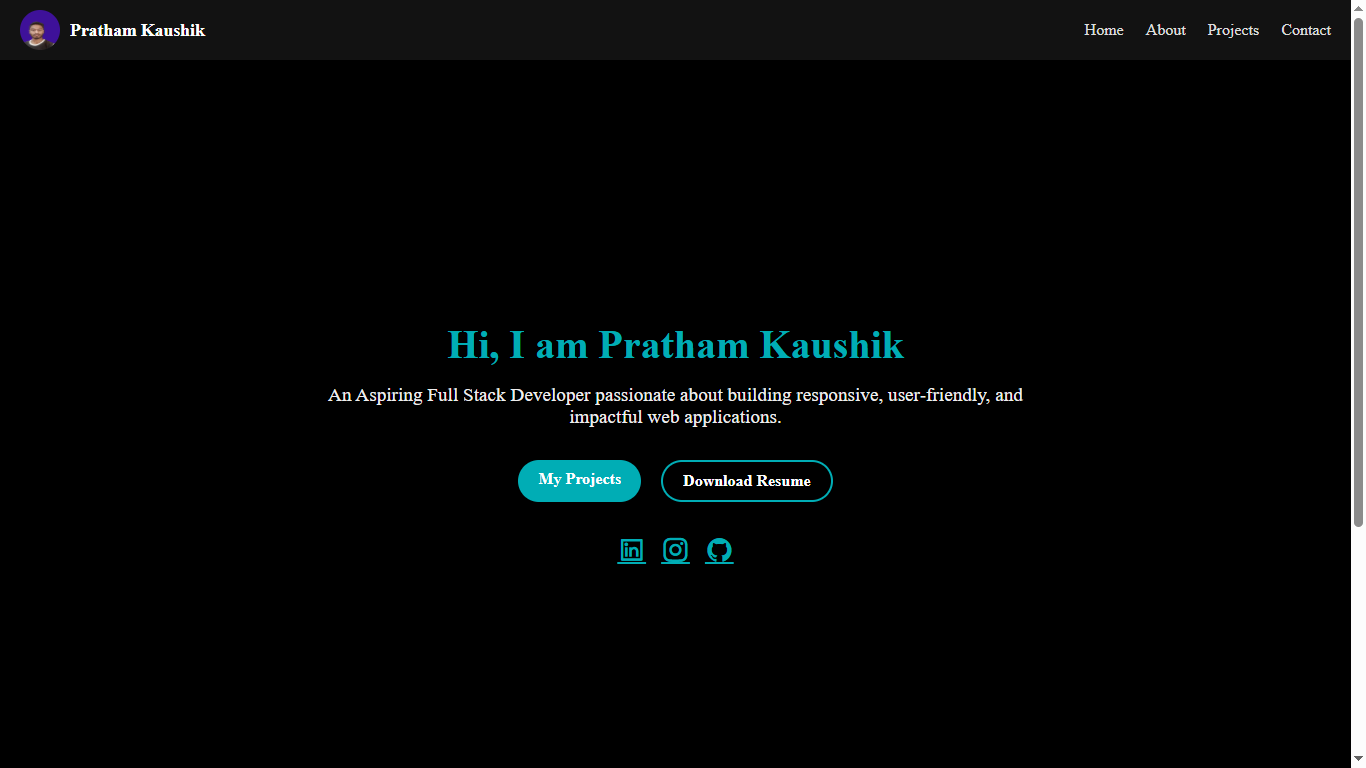 Pratham Kaushik
Home About Projects Contact
Hi, I am Pratham Kaushik
An Aspiring Full Stack Developer passionate about building responsive, user-friendly, and
impactful web applications.
My Projects Download Resume